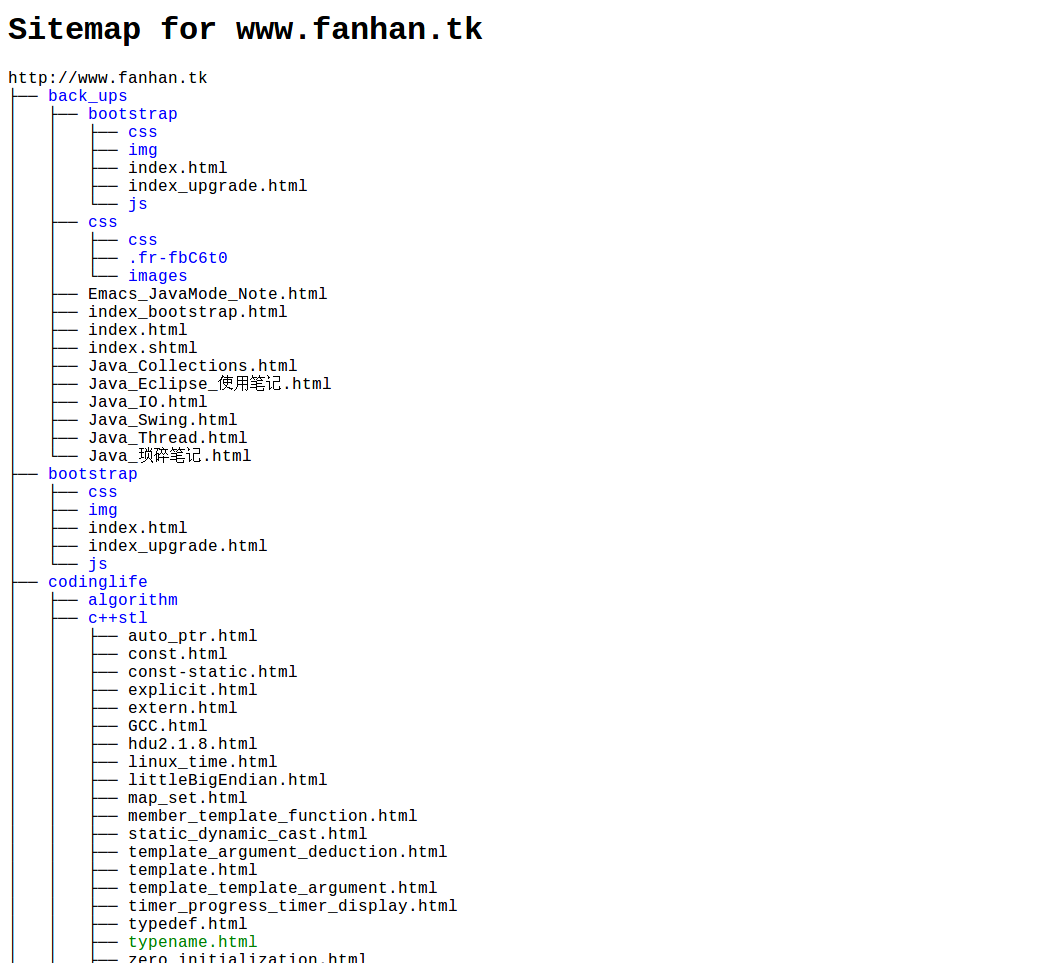 Sitemap for www.fanhan.tk
http://www.fanhan.tk
├── back_ups
│   ├── bootstrap
│   │   ├── css
│   │   ├── img
│   │   ├── index.html
│   │   ├── index_upgrade.html
│   │   └── js
│   ├── css
│   │   ├── css
│   │   ├── .fr-fbC6t0
│   │   └── images
│   ├── Emacs_JavaMode_Note.html
│   ├── index_bootstrap.html
│   ├── index.html
│   ├── index.shtml
│   ├── Java_Collections.html
│   ├── Java_Eclipse_使用笔记.html
│   ├── Java_IO.html
│   ├── Java_Swing.html
│   ├── Java_Thread.html
│   └── Java_琐碎笔记.html
├── bootstrap
│   ├── css
│   ├── img
│   ├── index.html
│   ├── index_upgrade.html
│   └── js
├── codinglife
│   ├── algorithm
│   ├── c++stl
│   │   ├── auto_ptr.html
│   │   ├── const.html
│   │   ├── const-static.html
│   │   ├── explicit.html
│   │   ├── extern.html
│   │   ├── GCC.html
│   │   ├── hdu2.1.8.html
│   │   ├── linux_time.html
│   │   ├── littleBigEndian.html
│   │   ├── map_set.html
│   │   ├── member_template_function.html
│   │   ├── static_dynamic_cast.html
│   │   ├── template_argument_deduction.html
│   │   ├── template.html
│   │   ├── template_template_argument.html
│   │   ├── timer_progress_timer_display.html
│   │   ├── typedef.html
│   │   ├── typename.html
│   │   ├── zero_initialization.html